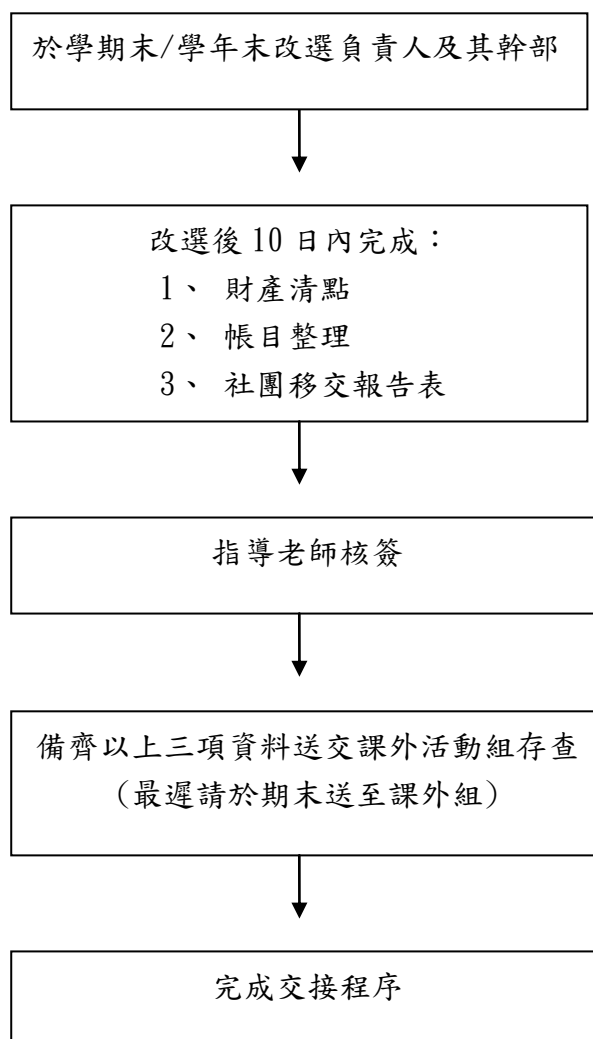 於學期末/學年末改選負責人及其幹部
改選後 10 日內完成：
1、 財產清點
2、 帳目整理
3、 社團移交報告表
指導老師核簽
備齊以上三項資料送交課外活動組存查
（最遲請於期末送至課外組）
完成交接程序